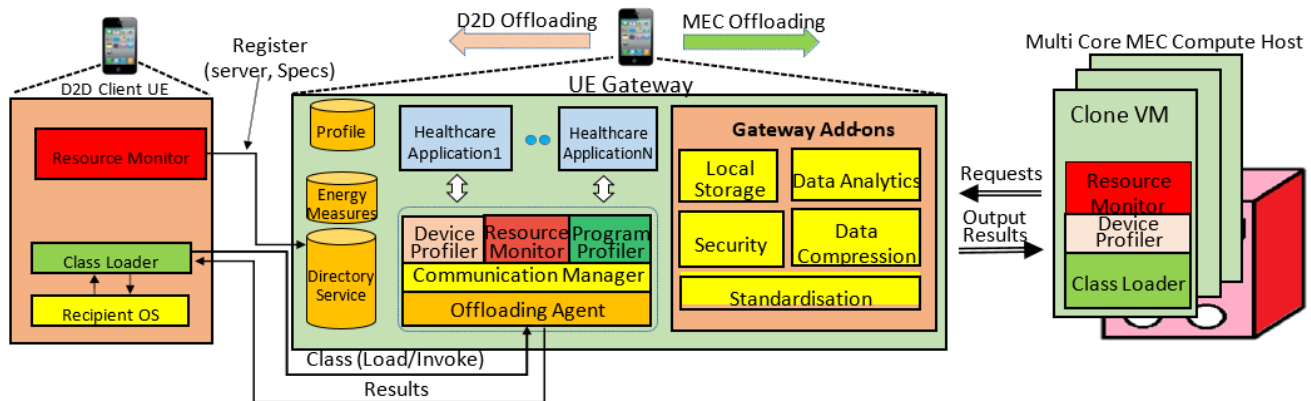 D2D Offloading
MEC Offloading
Register
(server, Specs)
D2D Client UE
UE Gateway
Multi Core MEC Compute Host
Resource Monitor
Class Loader
Recipient OS
Profile
Energy
Measures
Directory
Service
Healthcare
Application1
Healthcare
ApplicationN
Device
Profiler
Resource
Monitor
Program
Profiler
Communication Manager
Offloading Agent
Gateway Add-ons
Local
Storage
Data Analytics
Security
Data
Compression
Standardisation
Requests
Output
Results
Clone VM
Resource
Monitor
Device
Profiler
Class Loader
Class (Load/Invoke)
Results